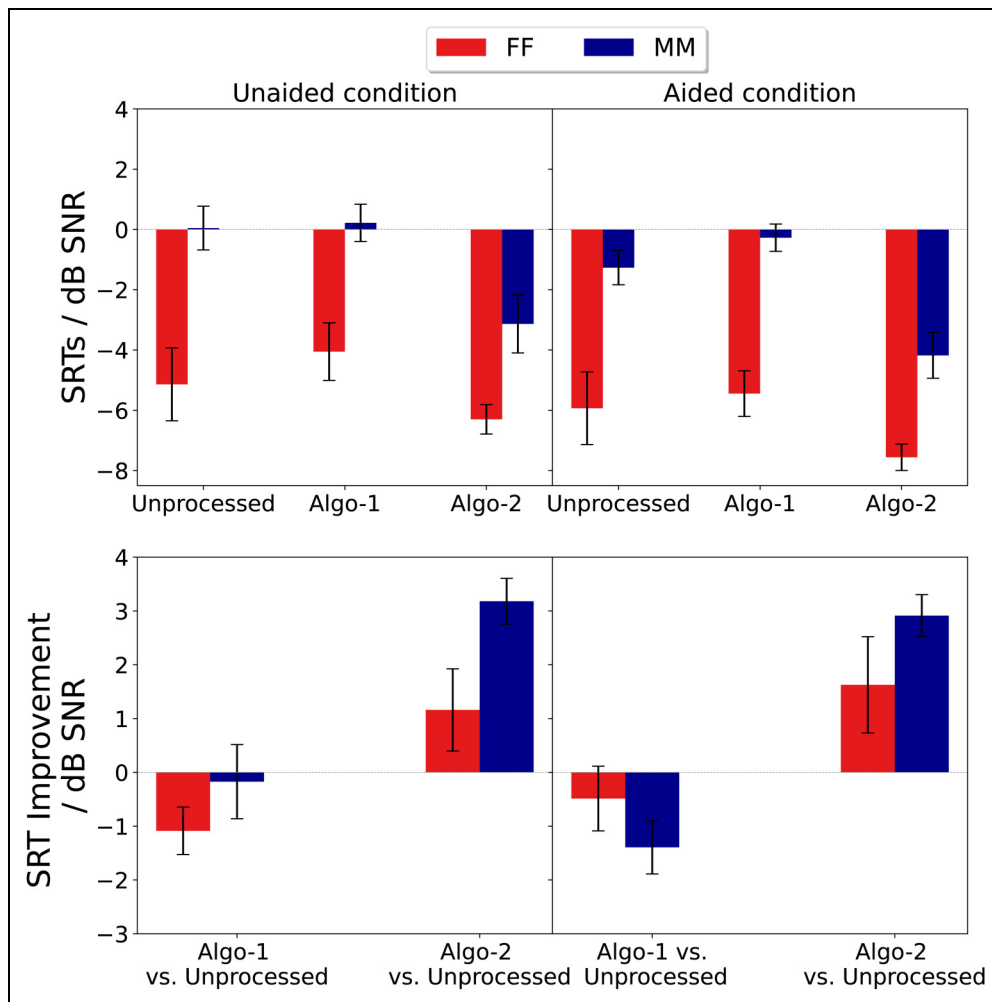 FF MM
Unaided condition Aided condition
SRTs / dB SNR
4
2
0
−2
−4
−6
−8
Unprocessed Algo-1 Algo-2 Unprocessed Algo-1 Algo-2
SRT Improvement
/ dB SNR
4
3
2
1
0
−1
−2
−3
Algo-1 Algo-2 Algo-1 vs. Algo-2
vs. Unprocessed vs. Unprocessed Unprocessed vs. Unprocessed